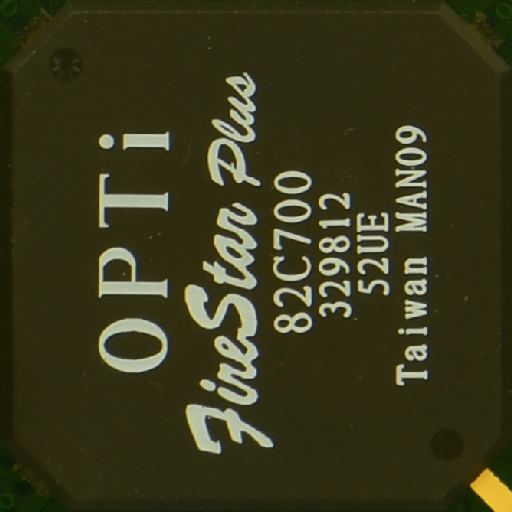 OPTi
FireStar Plus
82C700
329812
52UE
Taiwan MAN09